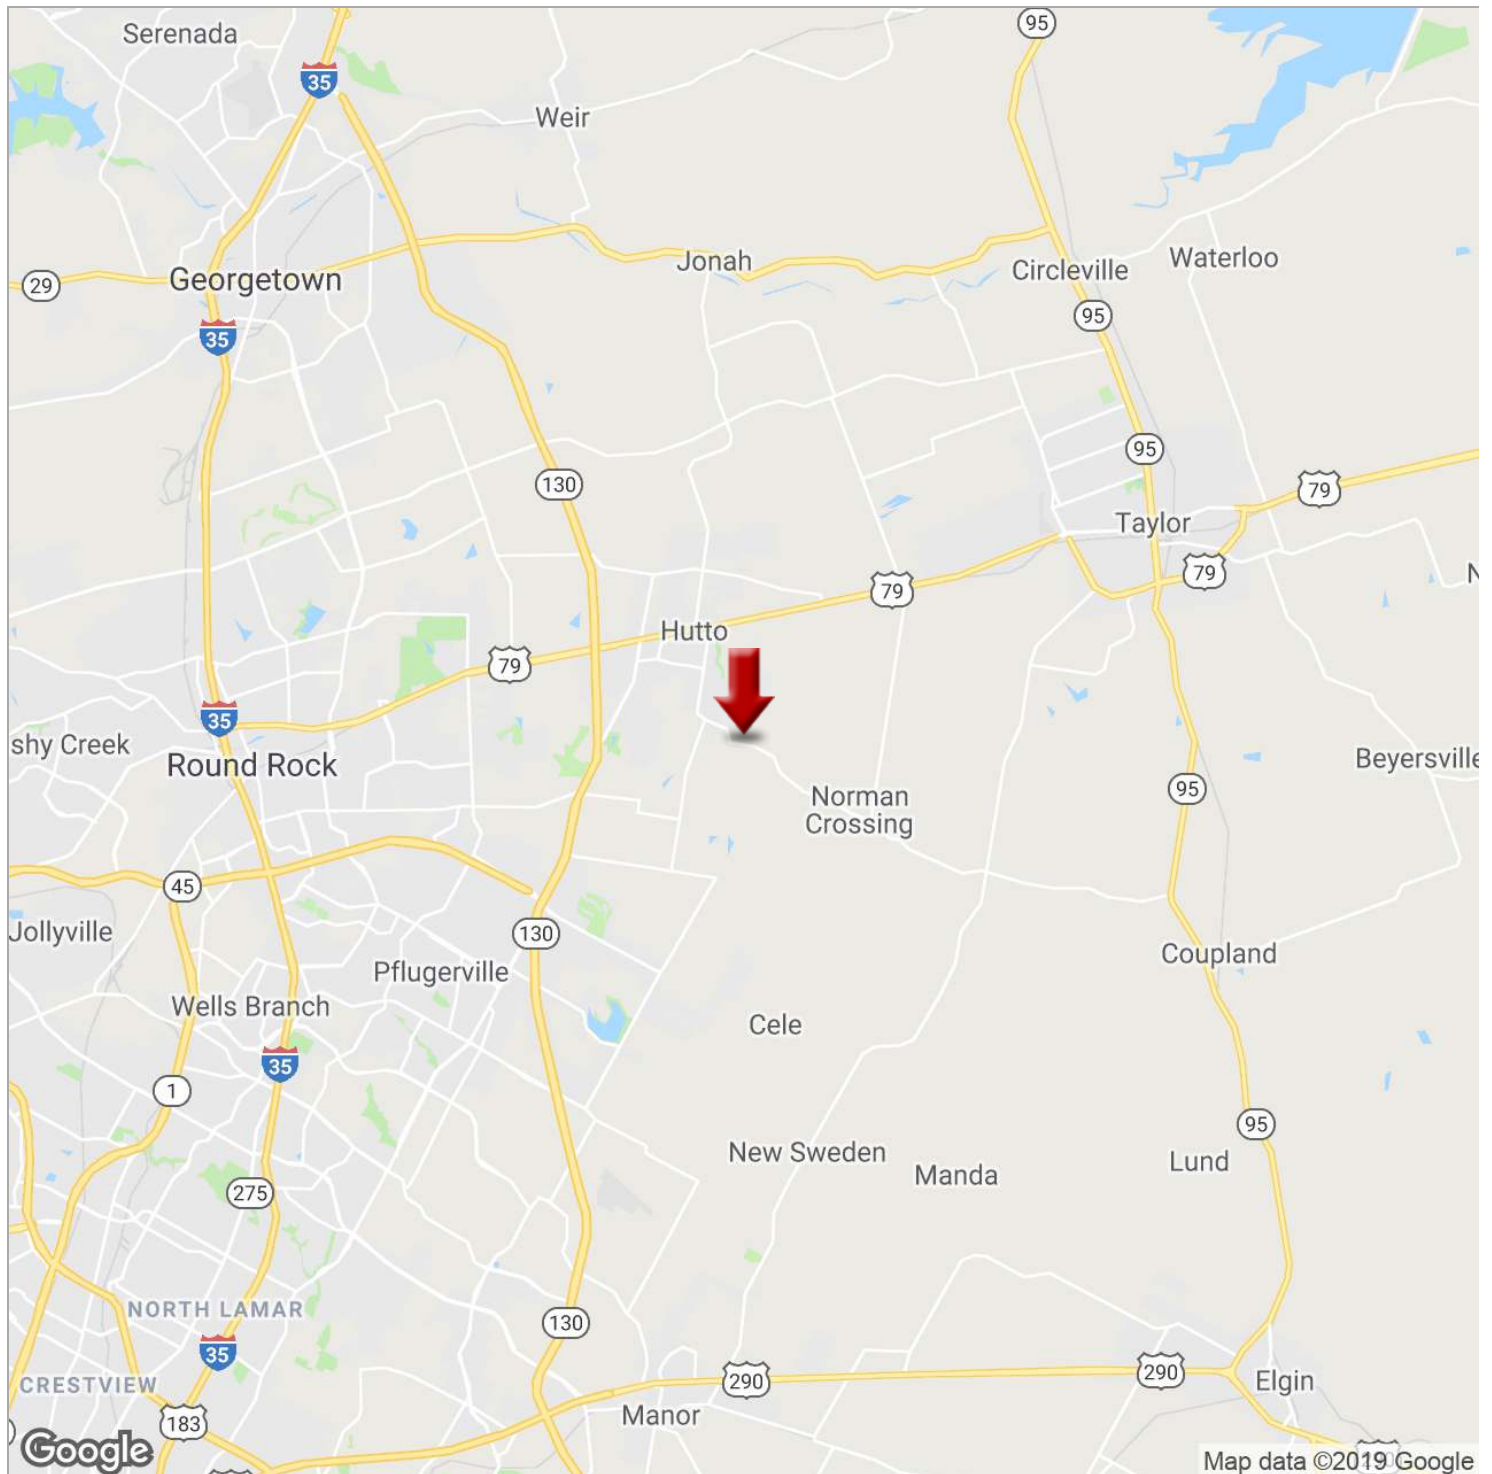 Serenada
95
35
Weir
29
Georgetown
Jonah
Circleville
Waterloo
95
35
95
130
79
Taylor
79
79
N
Hutto
79
35
shy Creek
Round Rock
Beyersville
95
Norman
Crossing
45
Jollyville
130
Pflugerville
Coupland
Wells Branch
Cele
35
1
95
New Sweden
Manda
Lund
275
NORTH LAMAR
130
35
CRESTVIEW
290
290
Elgin
183
Manor
Google
Map data ©2019 Google